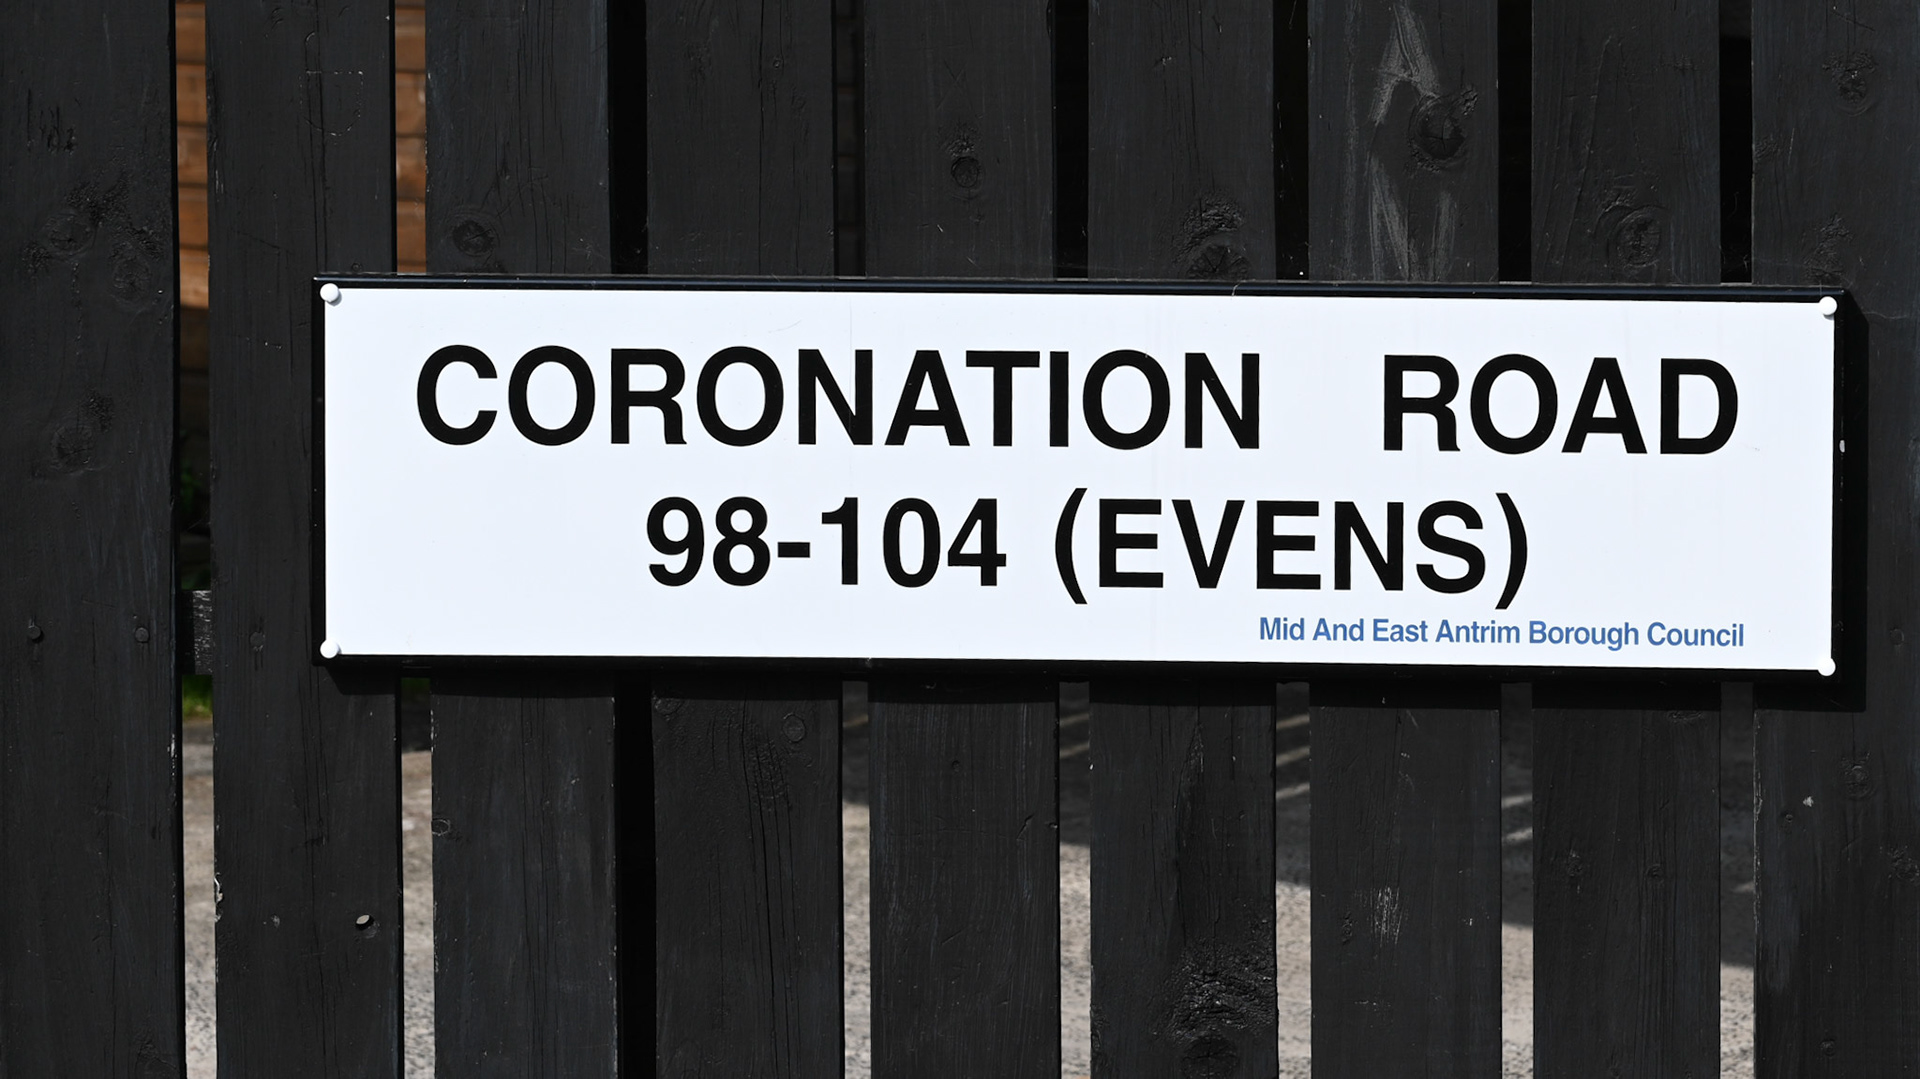 CORONATION ROAD
98-104 (EVENS)
Mid And East Antrim Borough Council